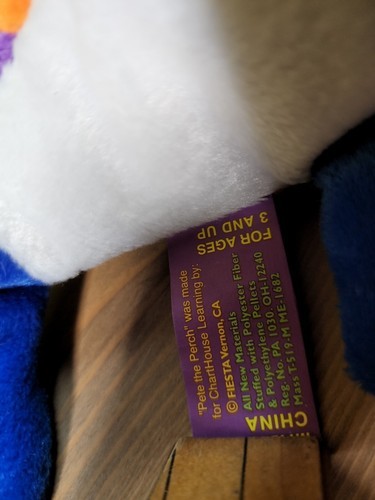 "Pete the Perch" was made
for ChartHouse Learning by:
© FIESTA Vernon, CA
All New Materials
Stuffed with Polyester Fiber
& Polyethylene Pellets
Reg. No. PA 1030 OH-12240
Mass T-519-M ME-1682
FOR AGES
3 AND UP
CHINA